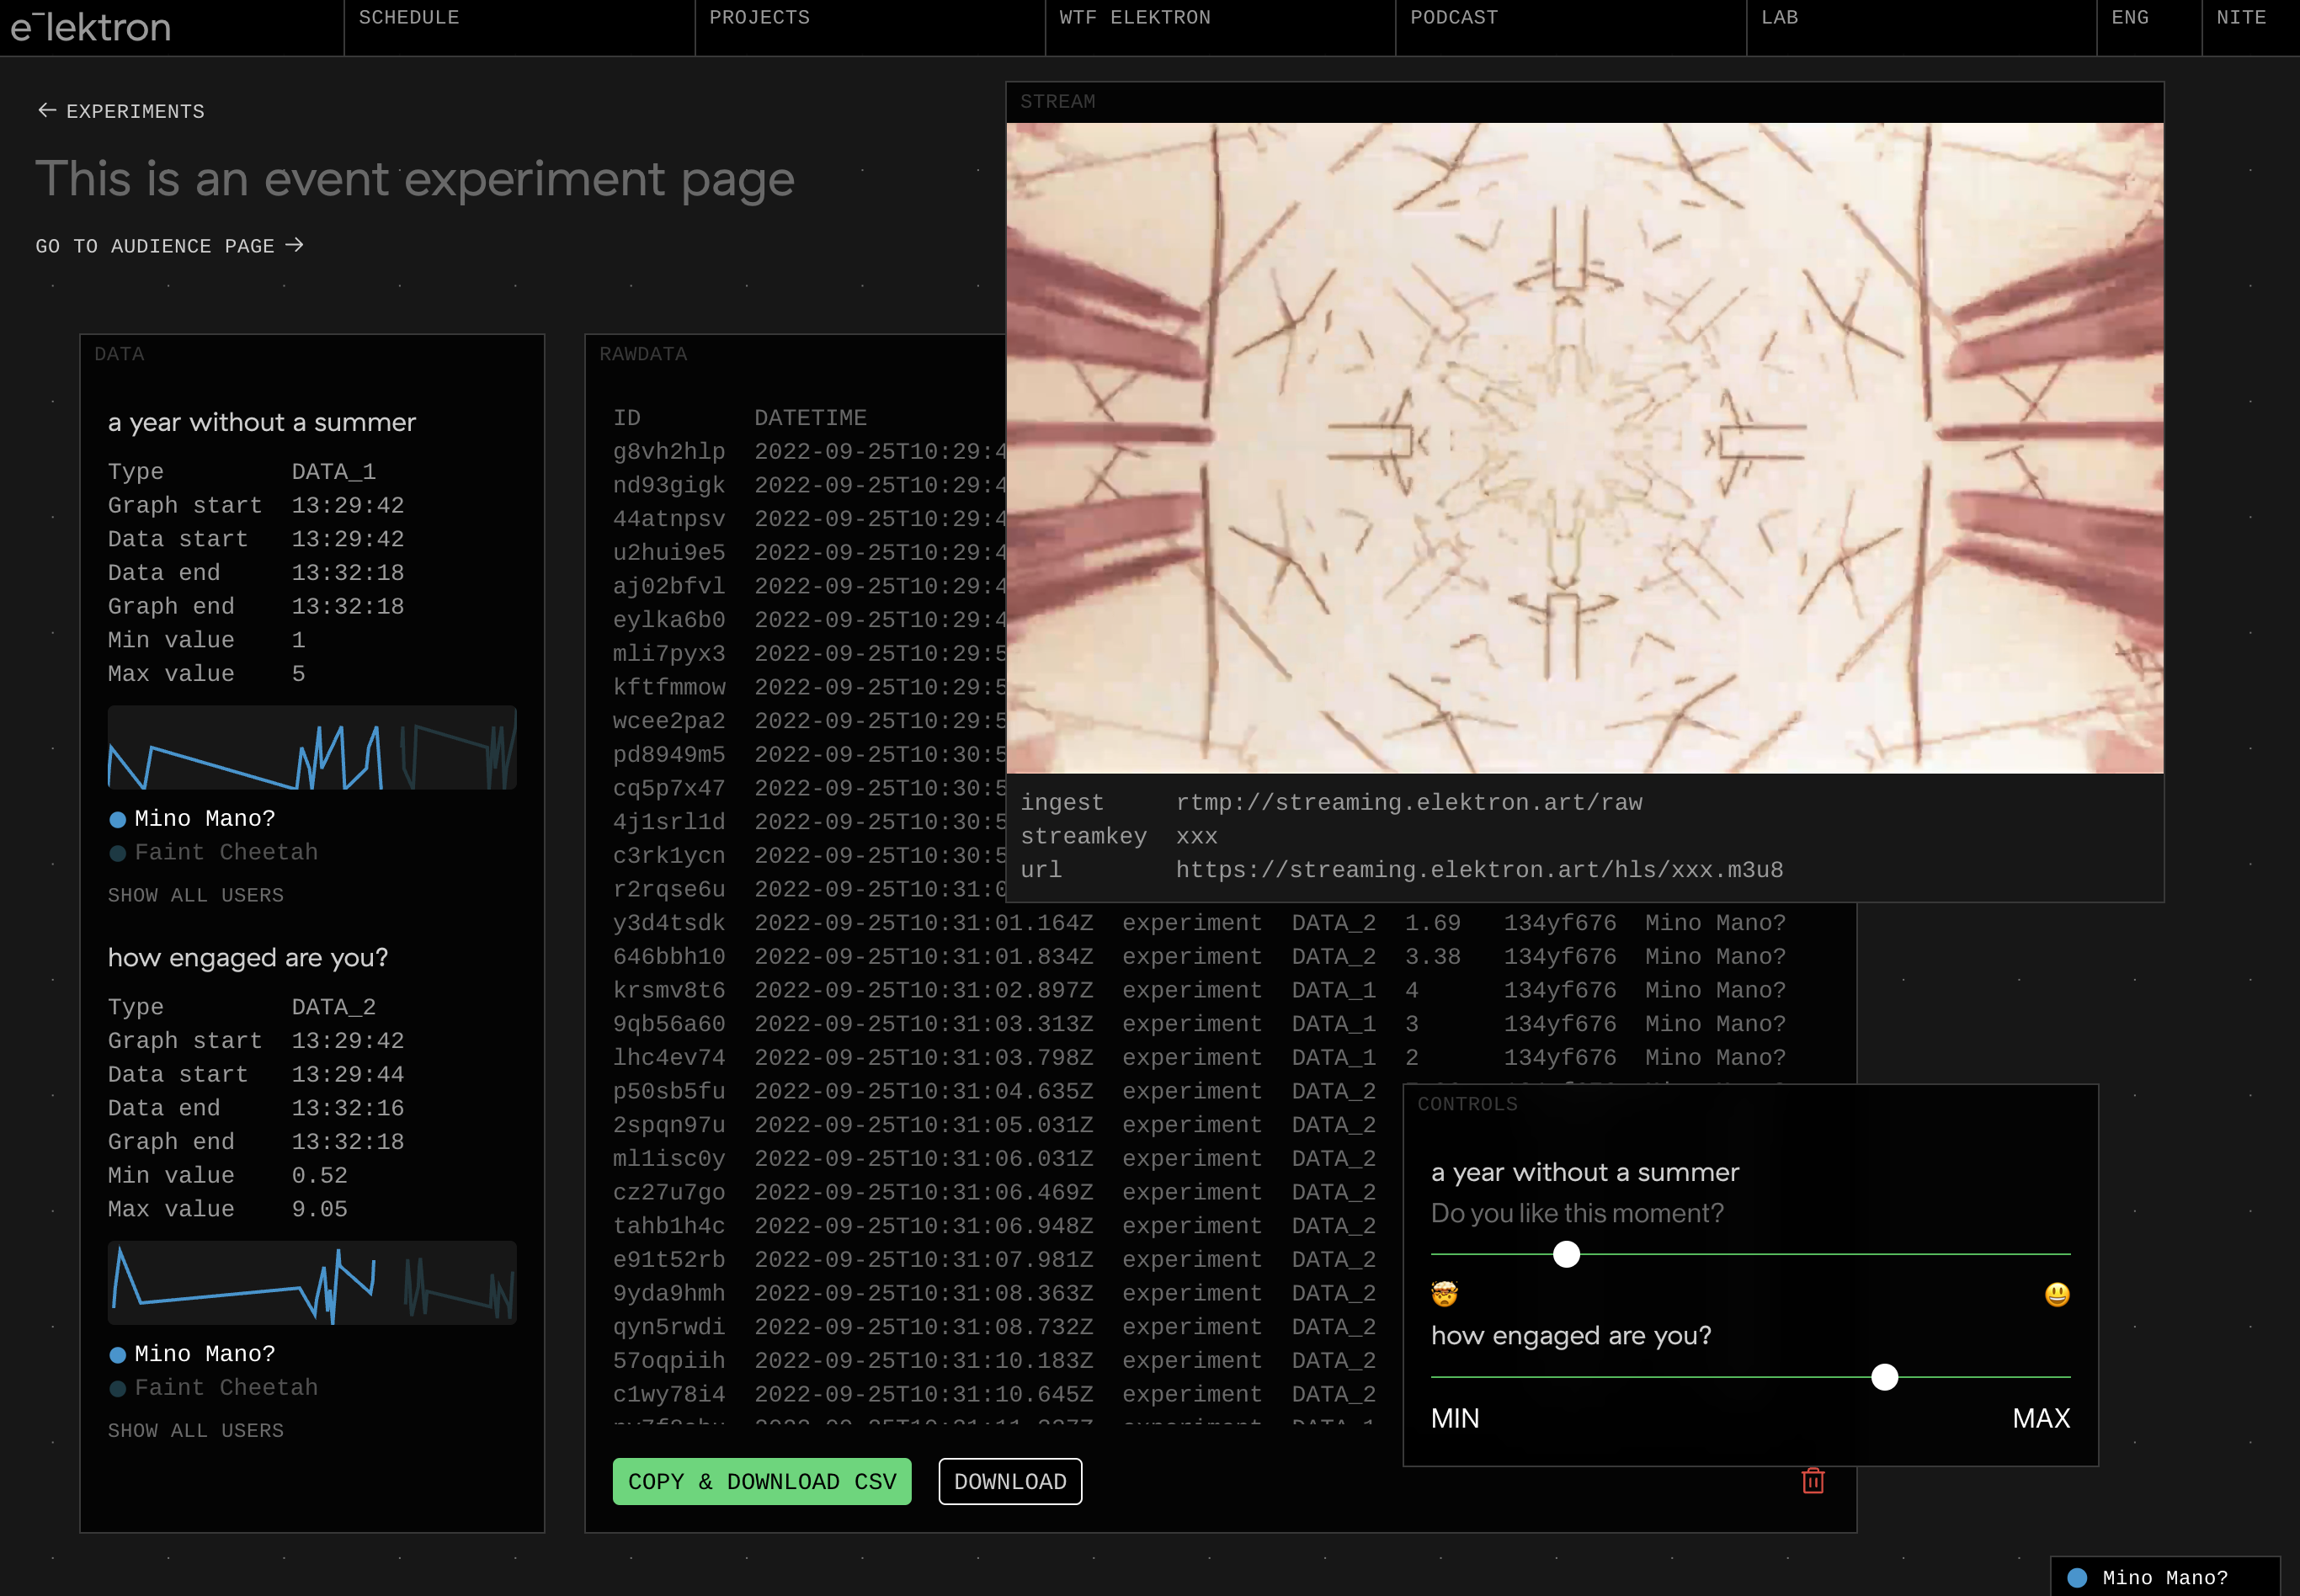 e¯lektron
SCHEDULE
PROJECTS
WTF ELEKTRON
PODCAST
LAB
ENG
NITE
← EXPERIMENTS
This is an event experiment page
GO TO AUDIENCE PAGE →
DATA
a year without a summer
Type DATA_1
Graph start 13:29:42
Data start 13:29:42
Data end 13:32:18
Graph end 13:32:18
Min value 1
Max value 5
Mino Mano?
Faint Cheetah
SHOW ALL USERS
how engaged are you?
Type DATA_2
Graph start 13:29:42
Data start 13:29:44
Data end 13:32:16
Graph end 13:32:18
Min value 0.52
Max value 9.05
Mino Mano?
Faint Cheetah
SHOW ALL USERS
RAWDATA
ID DATETIME
g8vh2hlp 2022-09-25T10:29:4
nd93gigk 2022-09-25T10:29:4
44atnpsv 2022-09-25T10:29:4
u2hui9e5 2022-09-25T10:29:4
aj02bfvl 2022-09-25T10:29:4
eylka6b0 2022-09-25T10:29:4
mli7pyx3 2022-09-25T10:29:5
kftfmmow 2022-09-25T10:29:5
wcee2pa2 2022-09-25T10:29:5
pd8949m5 2022-09-25T10:30:5
cq5p7x47 2022-09-25T10:30:5
4j1srl1d 2022-09-25T10:30:5
c3rk1ycn 2022-09-25T10:30:5
r2rqse6u 2022-09-25T10:31:0
y3d4tsdk 2022-09-25T10:31:01.164Z experiment DATA_2 1.69 134yf676 Mino Mano?
646bbh10 2022-09-25T10:31:01.834Z experiment DATA_2 3.38 134yf676 Mino Mano?
krsmv8t6 2022-09-25T10:31:02.897Z experiment DATA_1 4 134yf676 Mino Mano?
9qb56a60 2022-09-25T10:31:03.313Z experiment DATA_1 3 134yf676 Mino Mano?
lhc4ev74 2022-09-25T10:31:03.798Z experiment DATA_1 2 134yf676 Mino Mano?
p50sb5fu 2022-09-25T10:31:04.635Z experiment DATA_2
2spqn97u 2022-09-25T10:31:05.031Z experiment DATA_2
ml1isc0y 2022-09-25T10:31:06.031Z experiment DATA_2
cz27u7go 2022-09-25T10:31:06.469Z experiment DATA_2
tahb1h4c 2022-09-25T10:31:06.948Z experiment DATA_2
e91t52rb 2022-09-25T10:31:07.981Z experiment DATA_2
9yda9hmh 2022-09-25T10:31:08.363Z experiment DATA_2
qyn5rwdi 2022-09-25T10:31:08.732Z experiment DATA_2
57oqpiih 2022-09-25T10:31:10.183Z experiment DATA_2
c1wy78i4 2022-09-25T10:31:10.645Z experiment DATA_2
COPY & DOWNLOAD CSV
DOWNLOAD
STREAM
ingest rtmp://streaming.elektron.art/raw
streamkey xxx
url https://streaming.elektron.art/hls/xxx.m3u8
CONTROLS
a year without a summer
Do you like this moment?
🤯 😃
how engaged are you?
MIN MAX
Mino Mano?